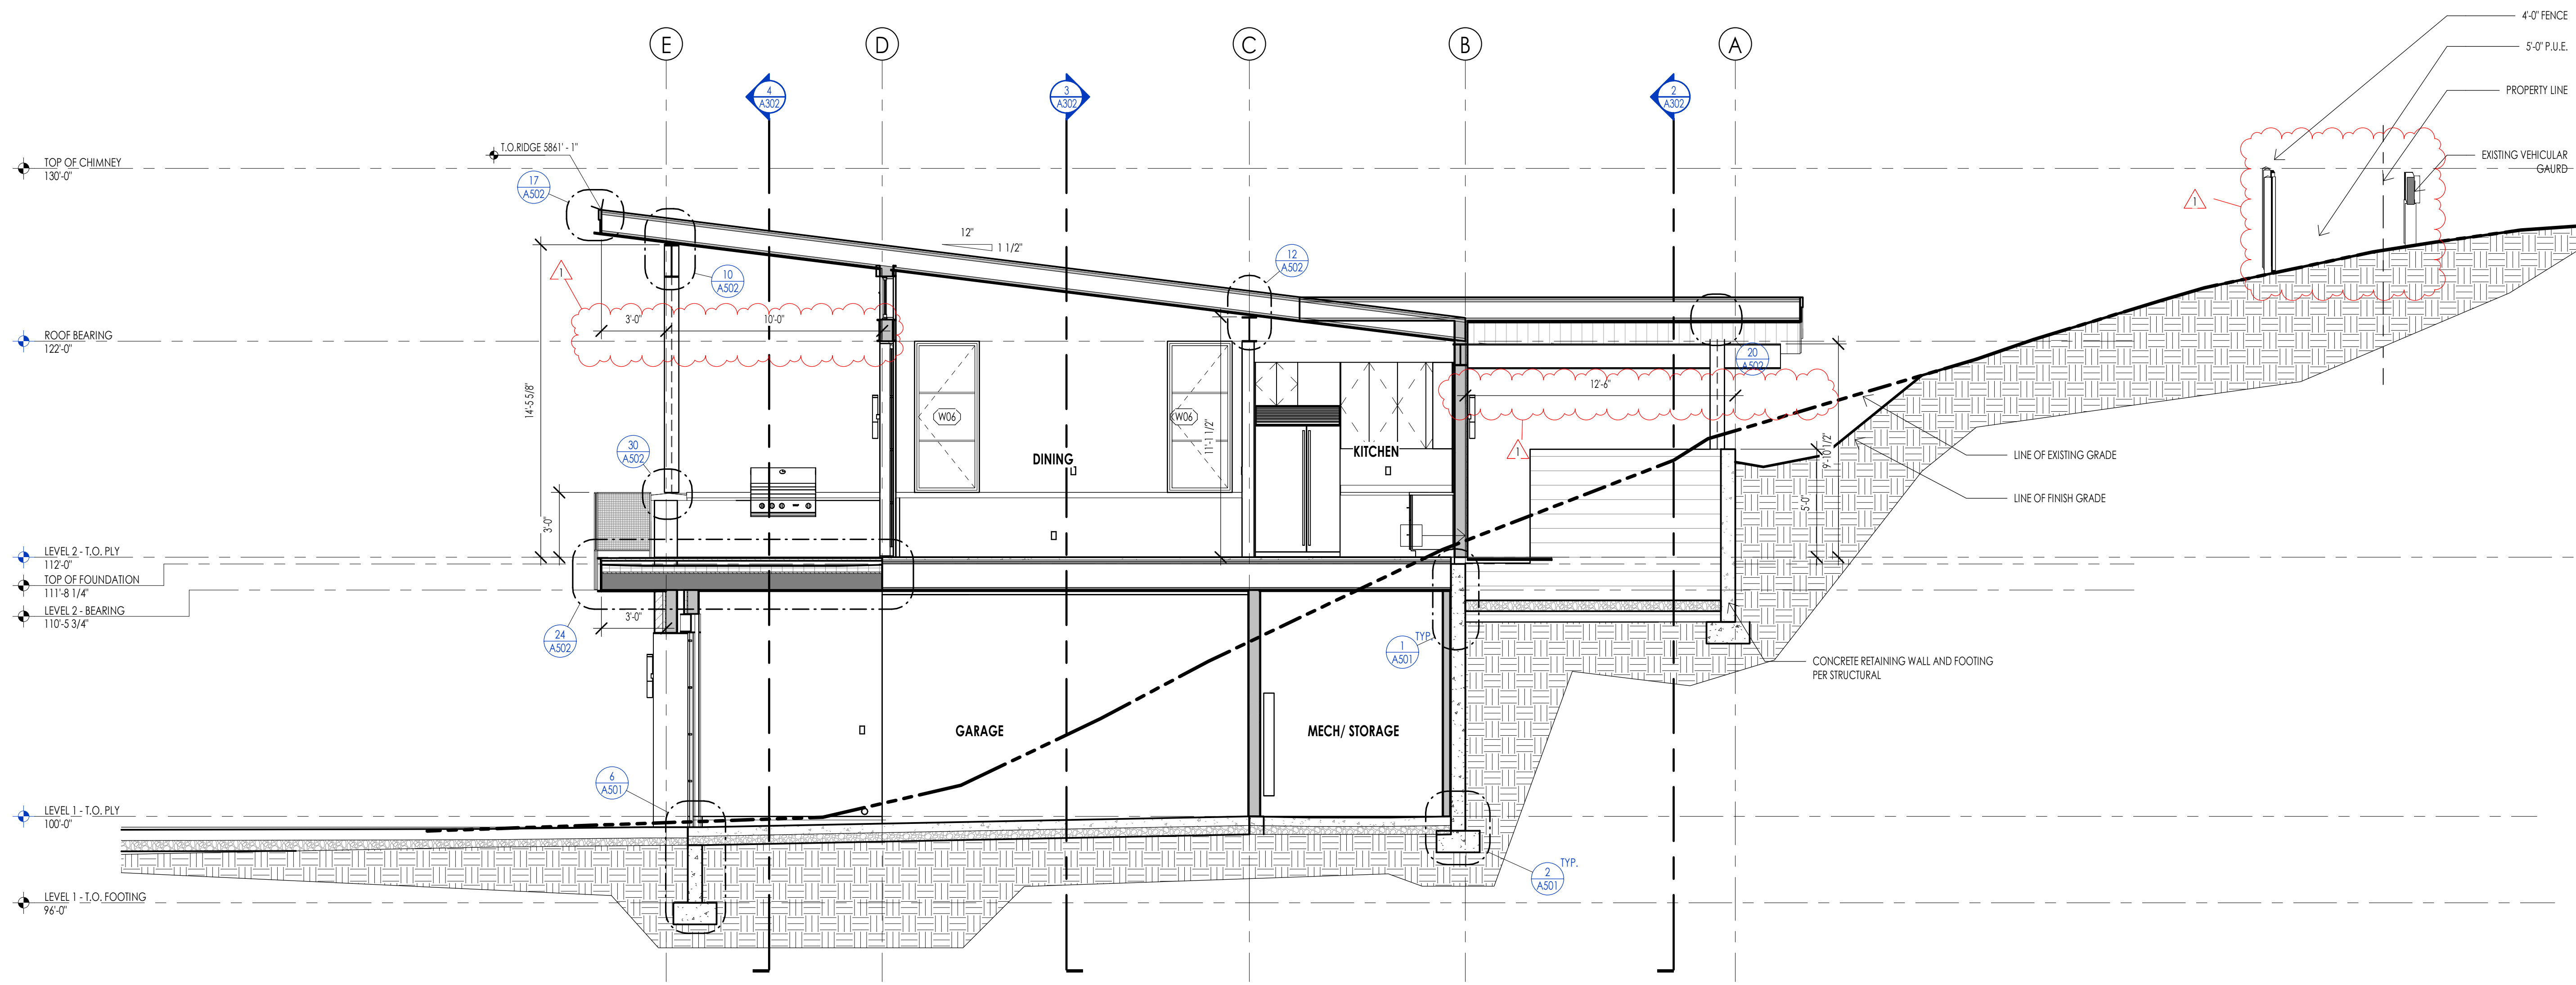 E
D
C
B
A
4'-0" FENCE
5'-0" P.U.E.
PROPERTY LINE
EXISTING VEHICULAR
GAURD
4
A302
3
A302
2
A302
T.O.RIDGE 5861' - 1"
TOP OF CHIMNEY
130'-0"
17
A502
1
12"
1 1/2"
12
A502
10
A502
1
3'-0"
10'-0"
ROOF BEARING
122'-0"
20
A502
12'-6"
14'-5 5/8"
W06
W06
11'-1 1/2"
30
A502
DINING
KITCHEN
1
9'-10 1/2"
LINE OF EXISTING GRADE
LINE OF FINISH GRADE
5'-0"
3'-0"
LEVEL 2 - T.O. PLY
112'-0"
TOP OF FOUNDATION
111'-8 1/4"
LEVEL 2 - BEARING
110'-5 3/4"
3'-0"
24
A502
TYP.
1
A501
CONCRETE RETAINING WALL AND FOOTING
PER STRUCTURAL
GARAGE
MECH/ STORAGE
6
A501
LEVEL 1 - T.O. PLY
100'-0"
TYP.
2
A501
LEVEL 1 - T.O. FOOTING
96'-0"